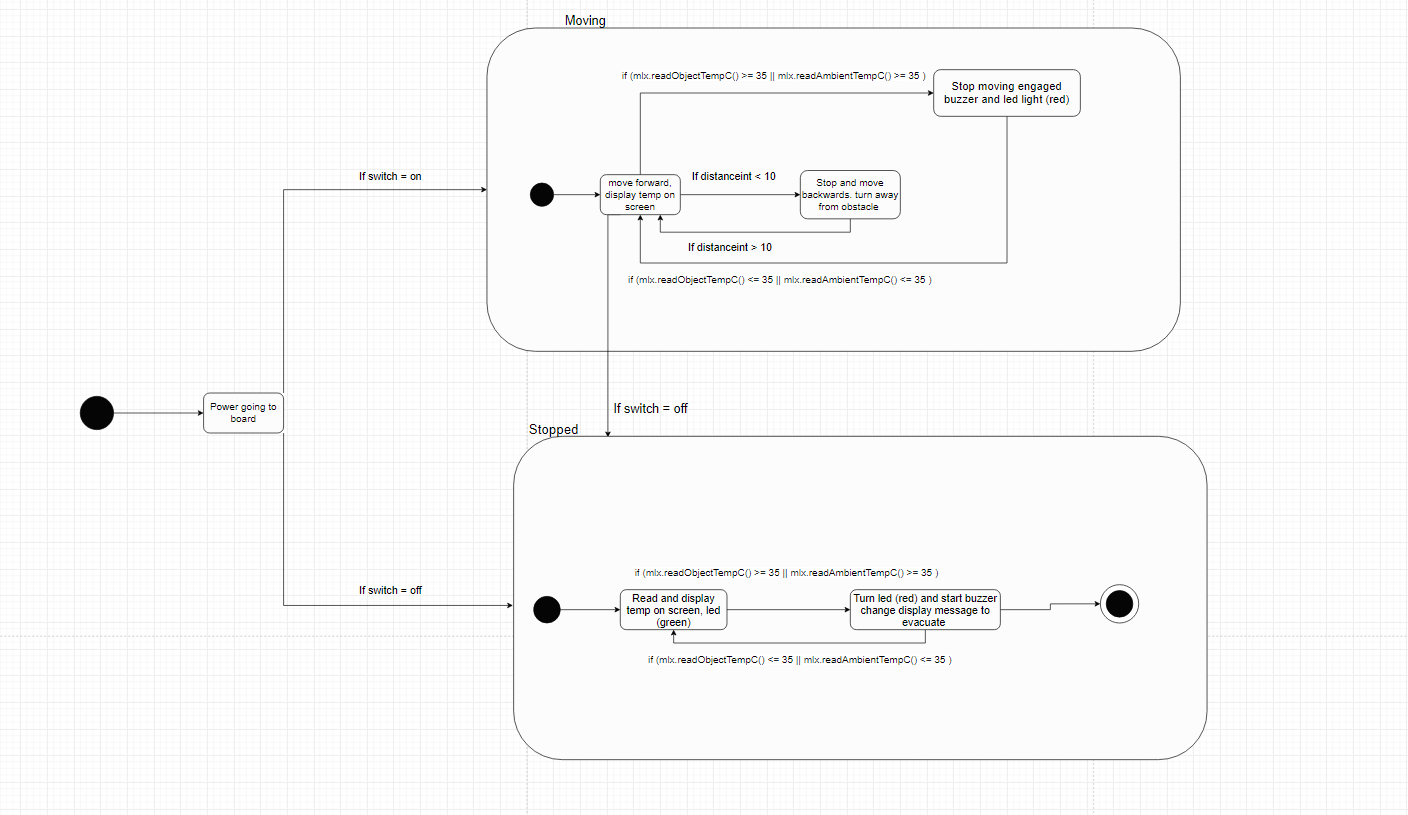 Moving
if (mlx.readObjectTempC() >= 35 || mlx.readAmbientTempC() >= 35 )
Stop moving engaged
buzzer and led light (red)
If switch = on
move forward,
display temp on
screen
If distanceint < 10
Stop and move
backwards. turn away
from obstacle
If distanceint > 10
if (mlx.readObjectTempC() <= 35 || mlx.readAmbientTempC() <= 35 )
Power going to
board
If switch = off
Stopped
If switch = off
if (mlx.readObjectTempC() >= 35 || mlx.readAmbientTempC() >= 35 )
Read and display
temp on screen, led
(green)
Turn led (red) and start buzzer
change display message to
evacuate
if (mlx.readObjectTempC() <= 35 || mlx.readAmbientTempC() <= 35 )